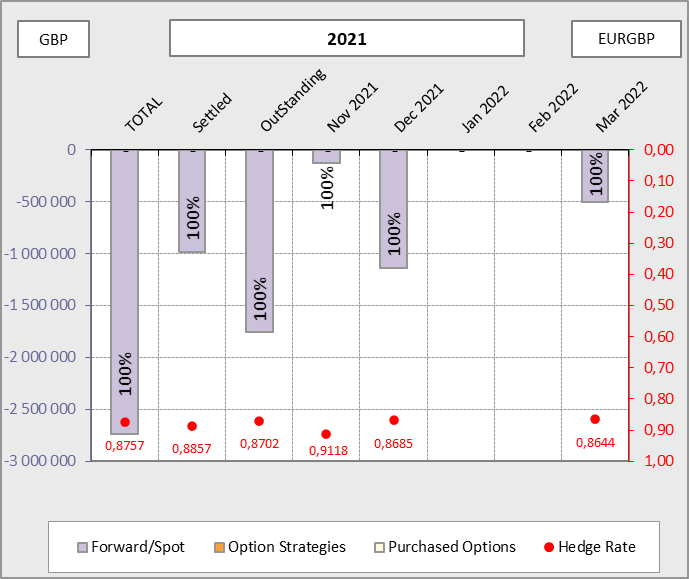 GBP
2021
EURGBP
TOTAL
Settled
OutStanding
Nov 2021
Dec 2021
Jan 2022
Feb 2022
Mar 2022
0
-500 000
-1 000 000
-1 500 000
-2 000 000
-2 500 000
-3 000 000
100%
100%
100%
100%
100%
100%
0,8757
0,8857
0,8702
0,9118
0,8685
0,8644
0,00
0,10
0,20
0,30
0,40
0,50
0,60
0,70
0,80
0,90
1,00
Forward/Spot
Option Strategies
Purchased Options
Hedge Rate